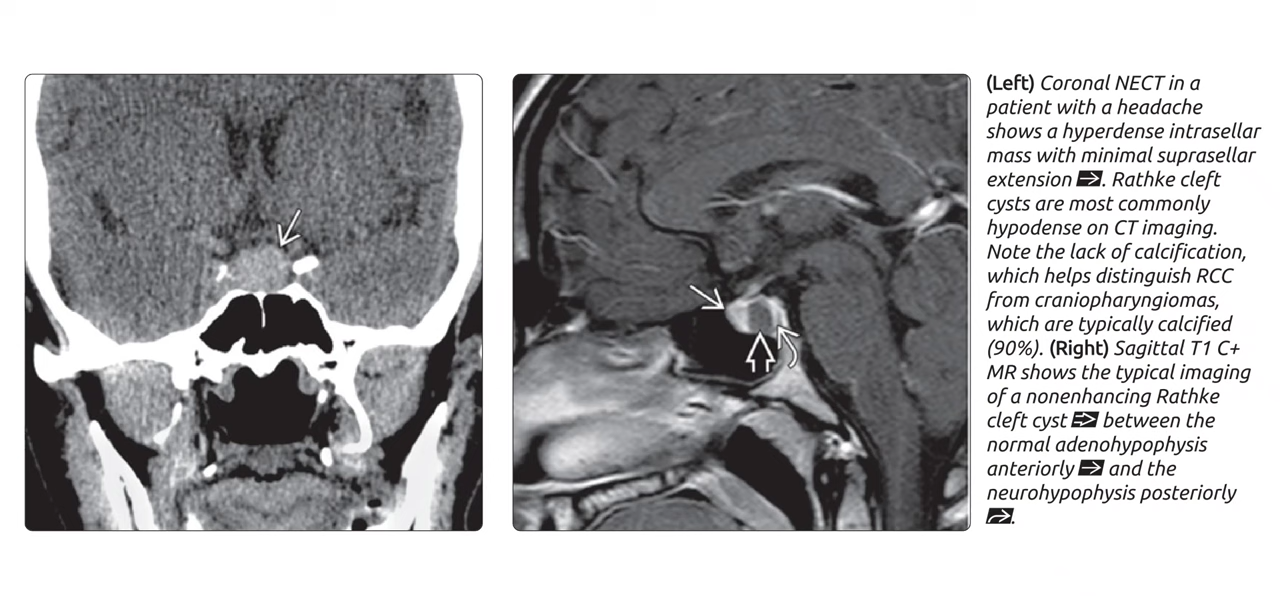 (Left) Coronal NECT in a
patient with a headache
shows a hyperdense intrasellar
mass with minimal suprasellar
extension ➡. Rathke cleft
cysts are most commonly
hypodense on CT imaging.
Note the lack of calcification,
which helps distinguish RCC
from craniopharyngiomas,
which are typically calcified
(90%). (Right) Sagittal T1 C+
MR shows the typical imaging
of a nonenhancing Rathke
cleft cyst ⇨ between the
normal adenohypophysis
anteriorly ➡ and the
neurohypophysis posteriorly
↷.